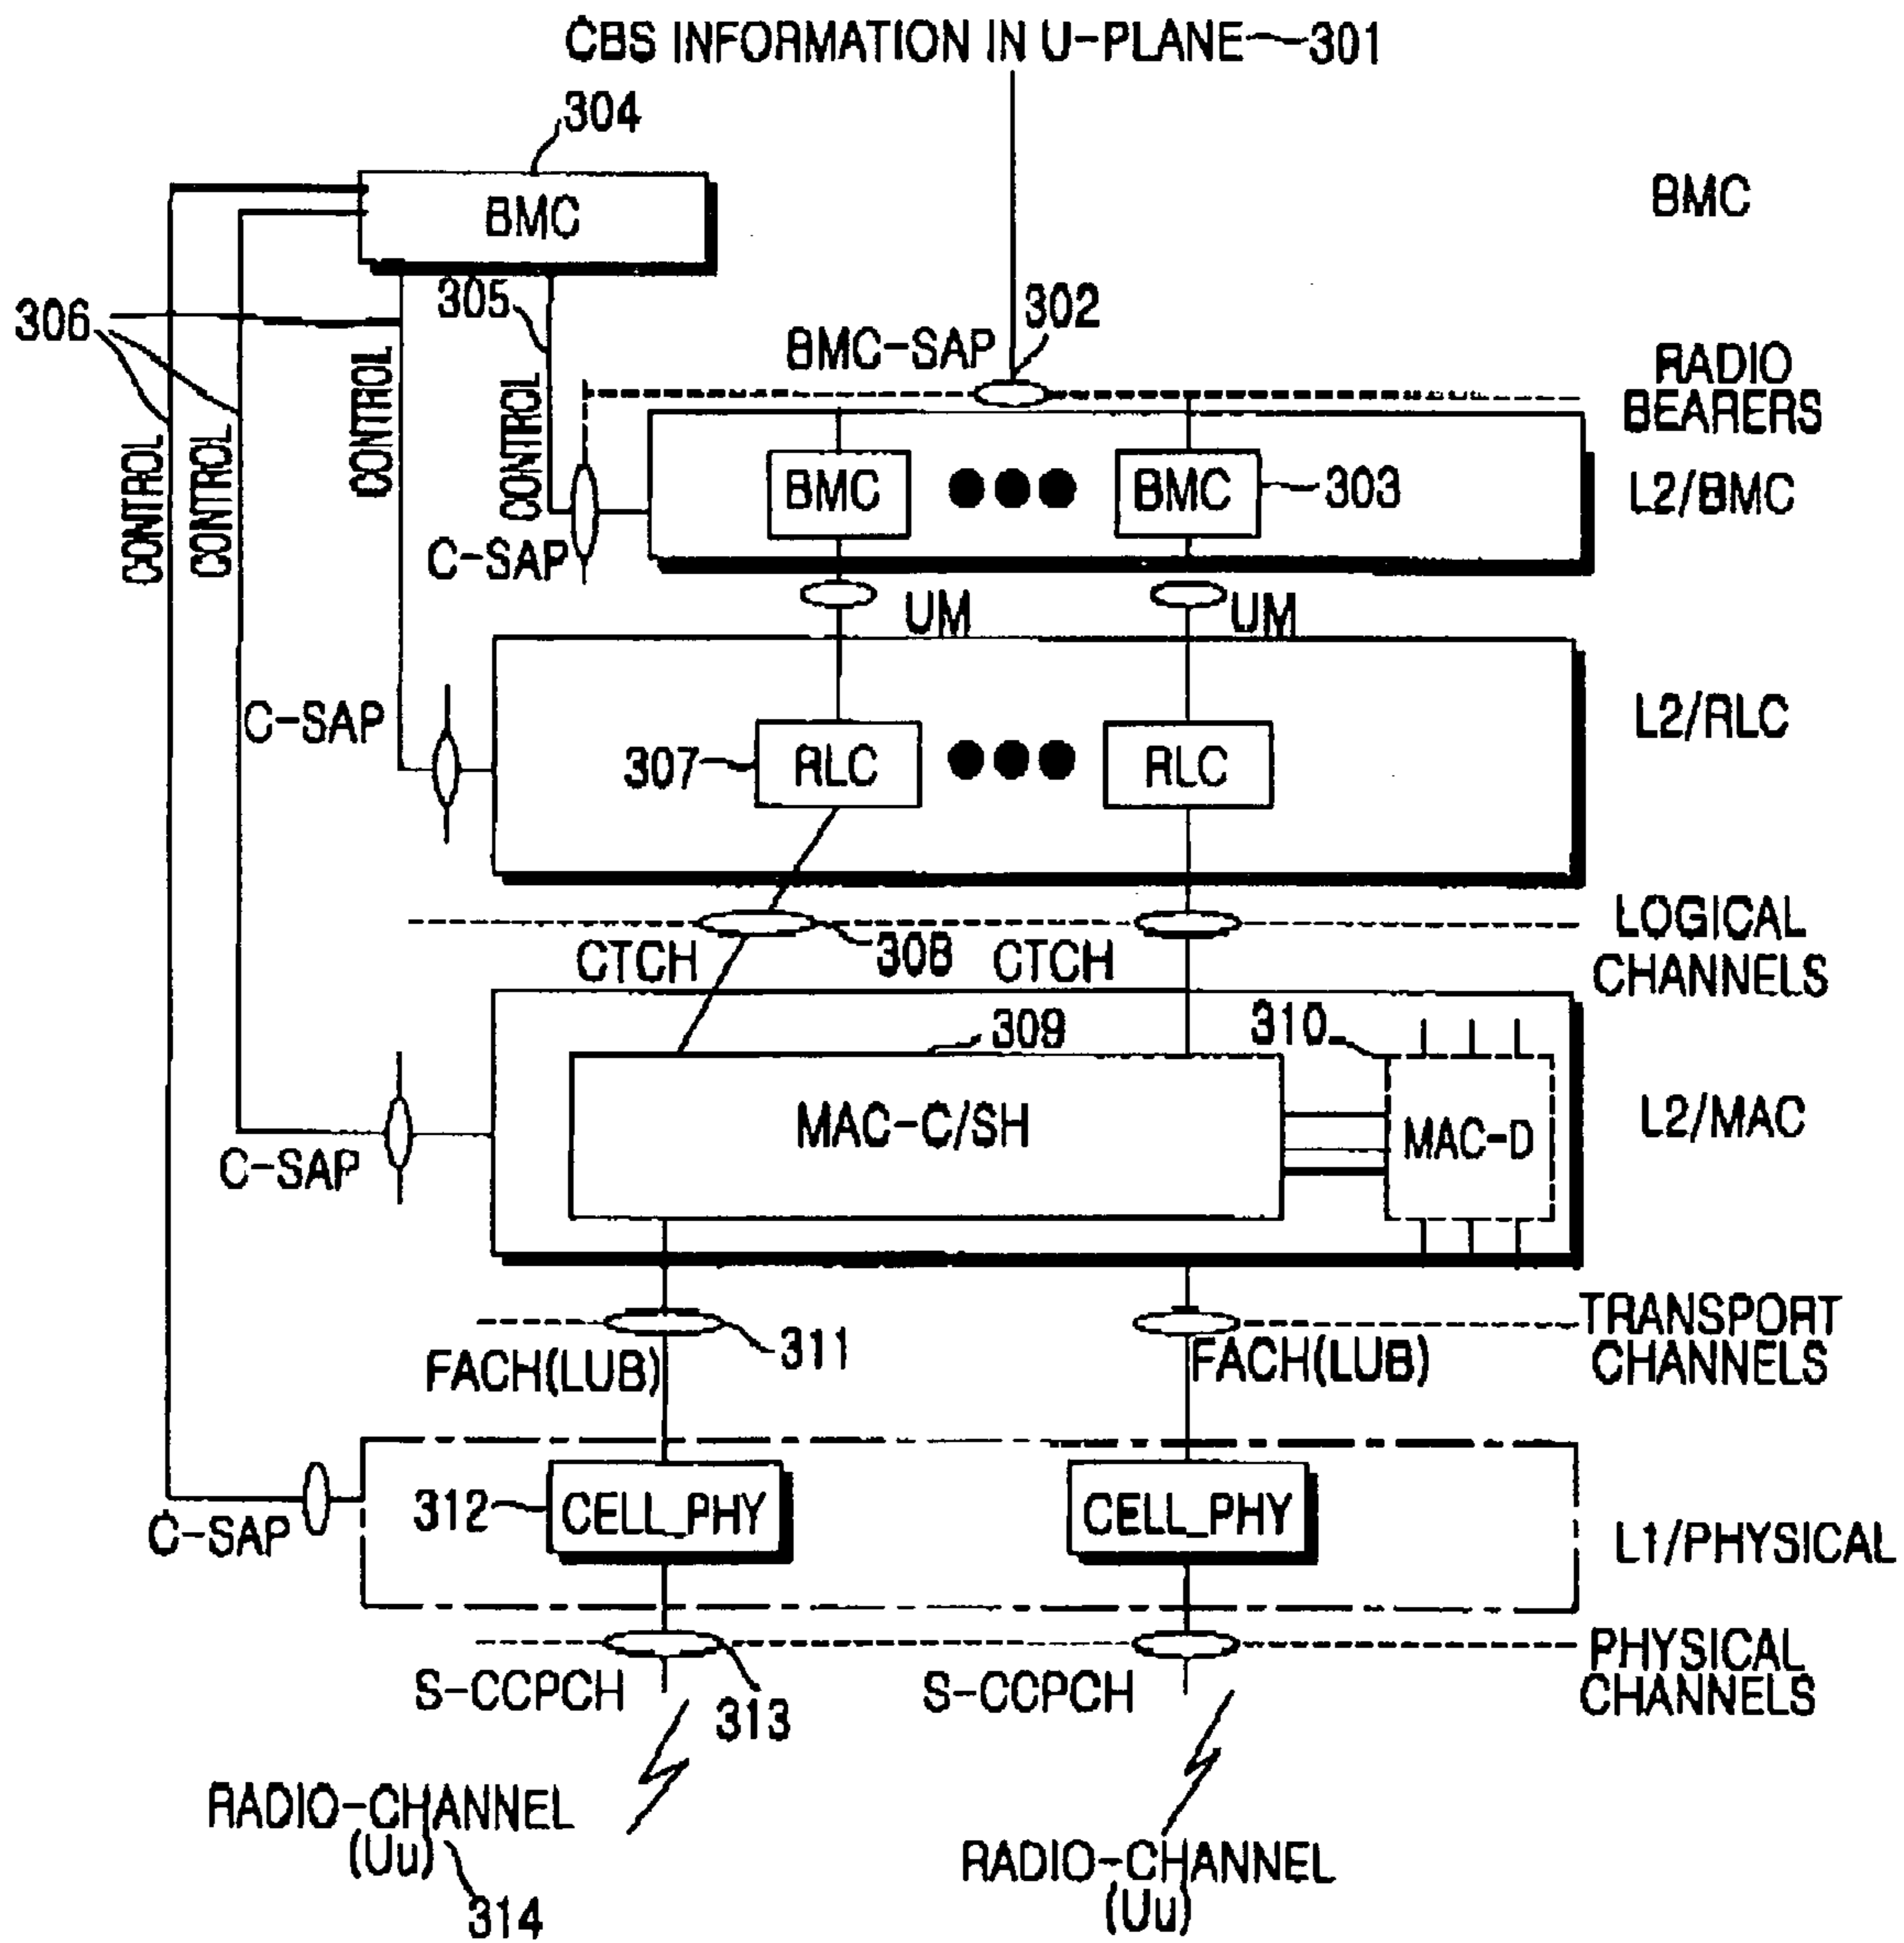 CBS INFORMATION IN U-PLANE 301
304
BMC
BMC
306
305
302
BMC-SAP
RADIO
BEARERS
CONTROL
CONTROL
CONTROL
CONTROL
BMC
BMC
303
L2/BMC
C-SAP
UM
UM
C-SAP
L2/RLC
307
RLC
RLC
LOGICAL
CHANNELS
CTCH
308
CTCH
309
310
MAC-C/SH
MAC-D
L2/MAC
C-SAP
TRANSPORT
CHANNELS
311
FACH(LUB)
FACH(LUB)
312
CELL_PHY
CELL_PHY
C-SAP
L1/PHYSICAL
PHYSICAL
CHANNELS
S-CCPCH
313
S-CCPCH
RADIO-CHANNEL
(Uu)
314
RADIO-CHANNEL
(Uu)